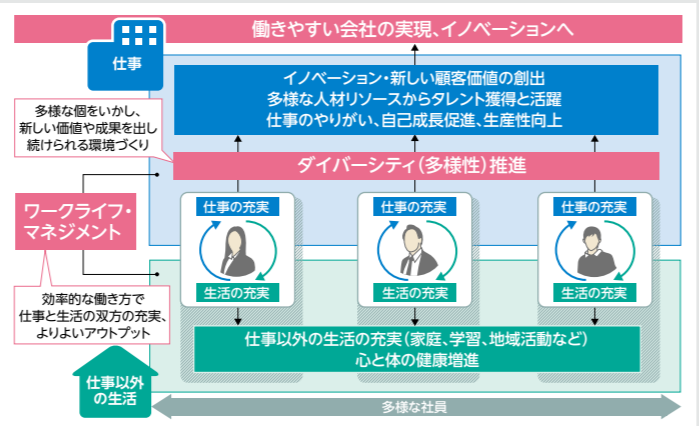 働きやすい会社の実現、イノベーションへ
仕事
イノベーション・新しい顧客価値の創出
多様な人材リソースからタレント獲得と活躍
仕事のやりがい、自己成長促進、生産性向上
多様な個をいかし、
新しい価値や成果を出し
続けられる環境づくり
ダイバーシティ(多様性)推進
ワークライフ・
マネジメント
仕事の充実
生活の充実
仕事の充実
生活の充実
仕事の充実
生活の充実
効率的な働き方で
仕事と生活の双方の充実、
よりよいアウトプット
仕事以外の生活の充実(家庭、学習、地域活動など)
心と体の健康増進
仕事以外
の生活
多様な社員